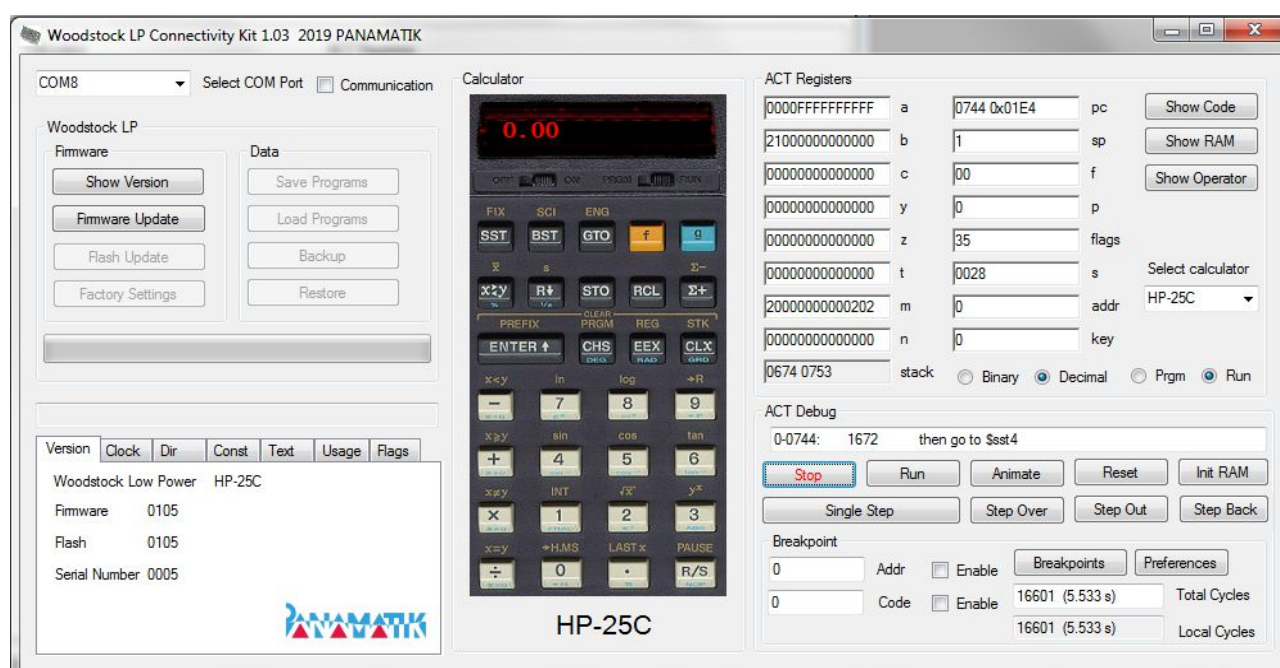 Woodstock LP Connectivity Kit 1.03 2019 PANAMATIK
COM8 Select COM Port Communication
Woodstock LP
Firmware Data
Show Version Save Programs
Firmware Update Load Programs
Flash Update Backup
Factory Settings Restore
Version Clock Dir Const Text Usage Flags
Woodstock Low Power HP-25C
Firmware 0105
Flash 0105
Serial Number 0005
PANAMATIK
Calculator
0.00
OFF ON PRGM RUN
FIX SCI ENG
SST BST GTO f g
x̄ s Σ-
x⇄y R↓ STO RCL Σ+
% 1/x
CLEAR
PREFIX PRGM REG STK
ENTER ↑ CHS EEX CLX
DEG RAD GRD
x<y ln log →R
- 7 8 9
x≥y sin cos tan
+ 4 5 6
x≠y INT √x y^x
× 1 2 3
FRAC ABS
x=y →H.MS LAST x PAUSE
÷ 0 . R/S
HP-25C
ACT Registers
0000FFFFFFFFFF a 0744 0x01E4 pc Show Code
21000000000000 b 1 sp Show RAM
00000000000000 c 00 f Show Operator
00000000000000 y 0 p
00000000000000 z 35 flags
00000000000000 t 0028 s Select calculator
20000000000202 m 0 addr HP-25C
00000000000000 n 0 key
0674 0753 stack Binary Decimal Prgm Run
ACT Debug
0-0744: 1672 then go to $sst4
Stop Run Animate Reset Init RAM
Single Step Step Over Step Out Step Back
Breakpoint
0 Addr Enable Breakpoints Preferences
0 Code Enable 16601 (5.533 s) Total Cycles
16601 (5.533 s) Local Cycles